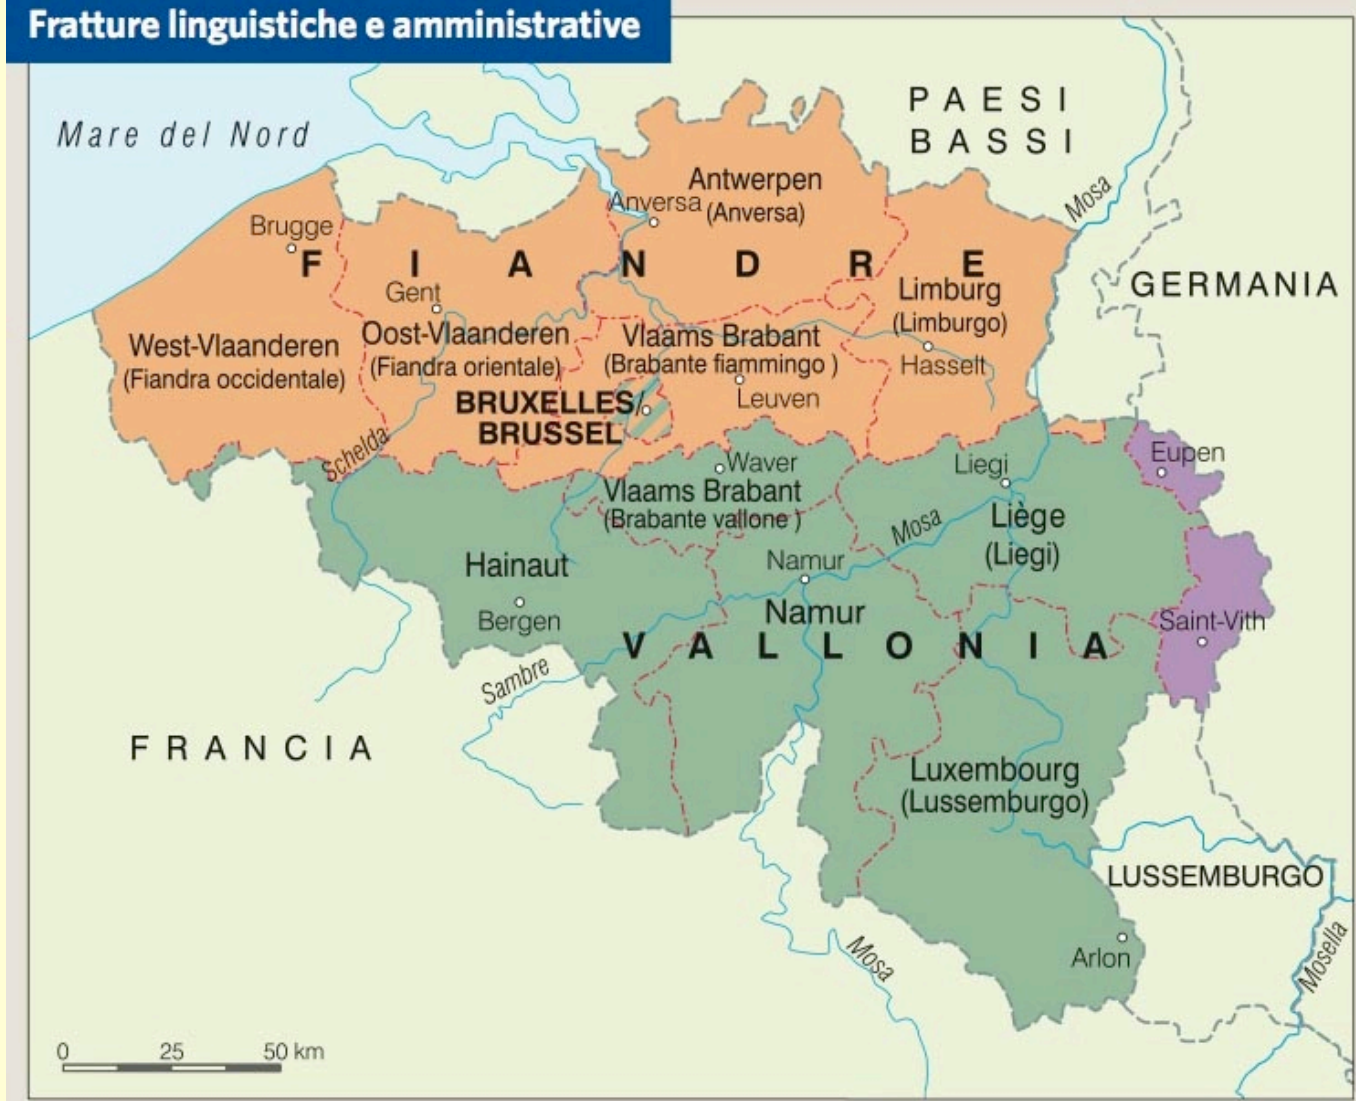 Fratture linguistiche e amministrative
Mare del Nord
PAESI
BASSI
Mosa
GERMANIA
Antwerpen
(Anversa)
Anversa
Brugge
FIANDRE
Gent
Limburg
(Limburgo)
Hasselt
West-Vlaanderen
(Fiandra occidentale)
Oost-Vlaanderen
(Fiandra orientale)
Vlaams Brabant
(Brabante fiammingo )
Leuven
BRUXELLES/
BRUSSEL
Schelda
Waver
Vlaams Brabant
(Brabante vallone )
Liegi
Eupen
Mosa
Liège
(Liegi)
Hainaut
Bergen
Namur
Namur
Saint-Vith
VALLONIA
Sambre
FRANCIA
Luxembourg
(Lussemburgo)
LUSSEMBURGO
Arlon
Mosa
Mosella
0 25 50 km